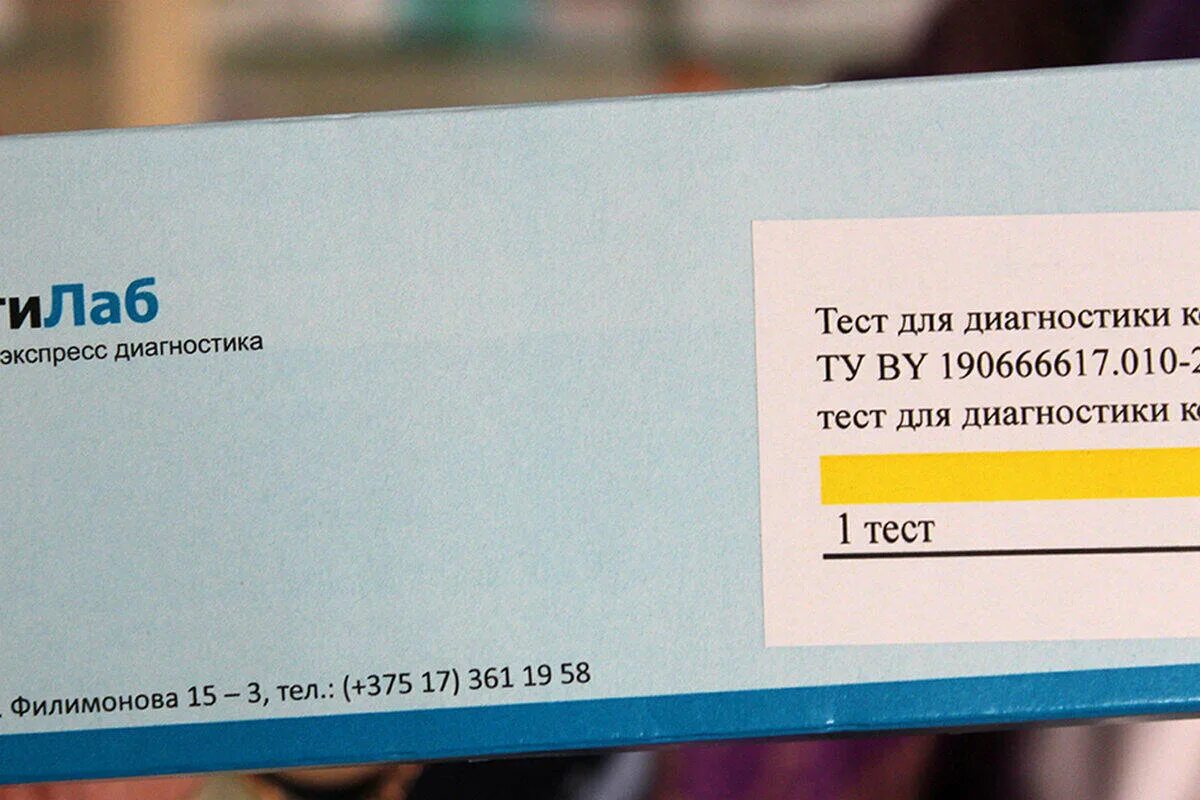 тиЛаб
экспресс диагностика
Тест для диагностики к
ТУ BY 190666617.010-2
тест для диагностики к
1 тест
. Филимонова 15 – 3, тел.: (+375 17) 361 19 58